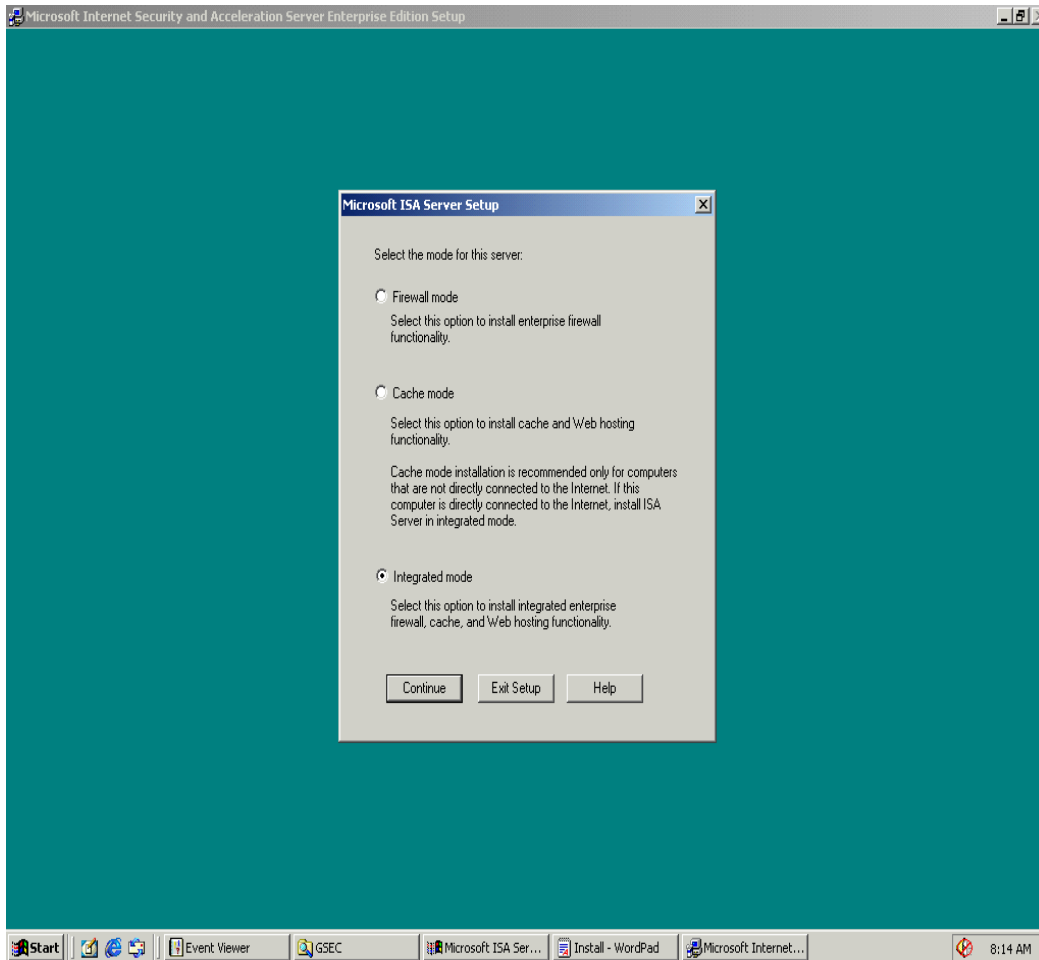 Microsoft Internet Security and Acceleration Server Enterprise Edition Setup
Microsoft ISA Server Setup
Select the mode for this server:
Firewall mode
Select this option to install enterprise firewall
functionality.
Cache mode
Select this option to install cache and Web hosting
functionality.
Cache mode installation is recommended only for computers
that are not directly connected to the Internet. If this
computer is directly connected to the Internet, install ISA
Server in integrated mode.
Integrated mode
Select this option to install integrated enterprise
firewall, cache, and Web hosting functionality.
Continue
Exit Setup
Help
Start
Event Viewer
GSEC
Microsoft ISA Ser...
Install - WordPad
Microsoft Internet...
8:14 AM